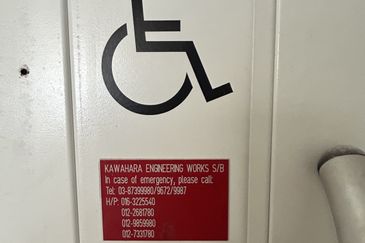 KAWAHARA ENGINEERING WORKS S/B
In case of emergency, please call:
Tel: 03-87399980/9672/9987
H/P: 016-3225540
012-2681780
012-9859980
012-7331780